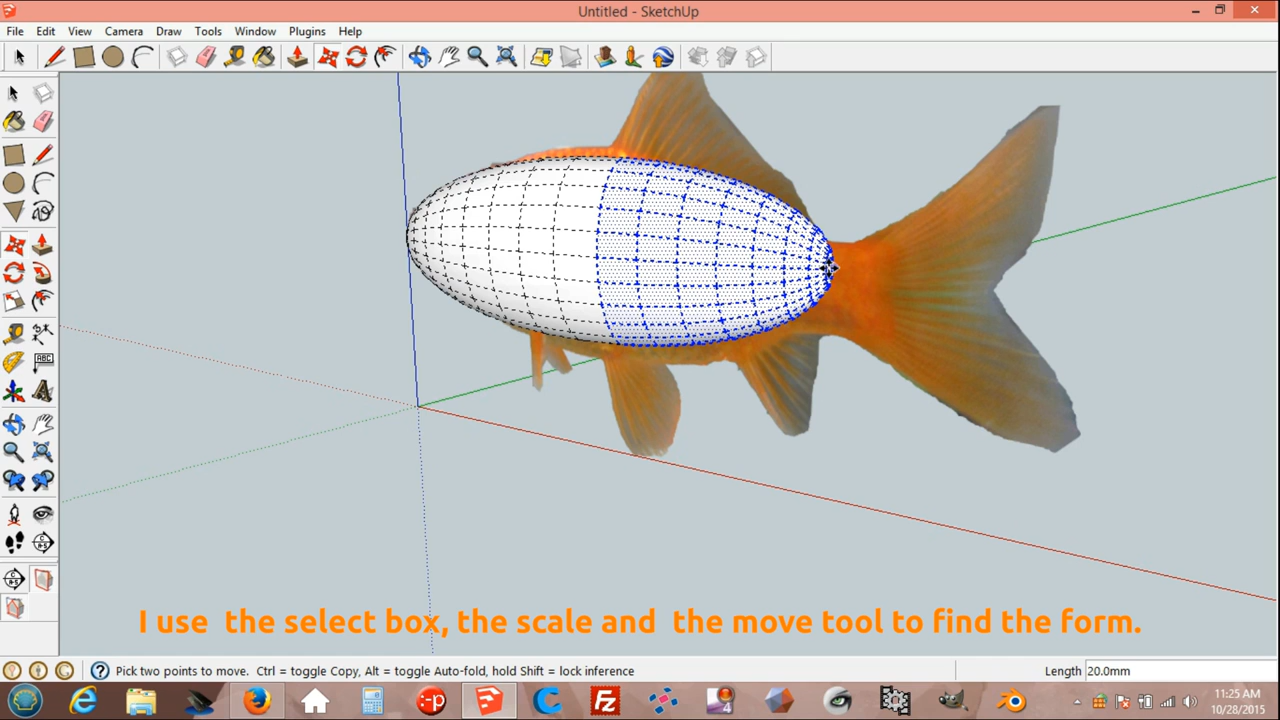 Untitled - SketchUp
File Edit View Camera Draw Tools Window Plugins Help
ABC
I use the select box, the scale and the move tool to find the form.
Pick two points to move. Ctrl = toggle Copy, Alt = toggle Auto-fold, hold Shift = lock inference
Length 20.0mm
11:25 AM
10/28/2015